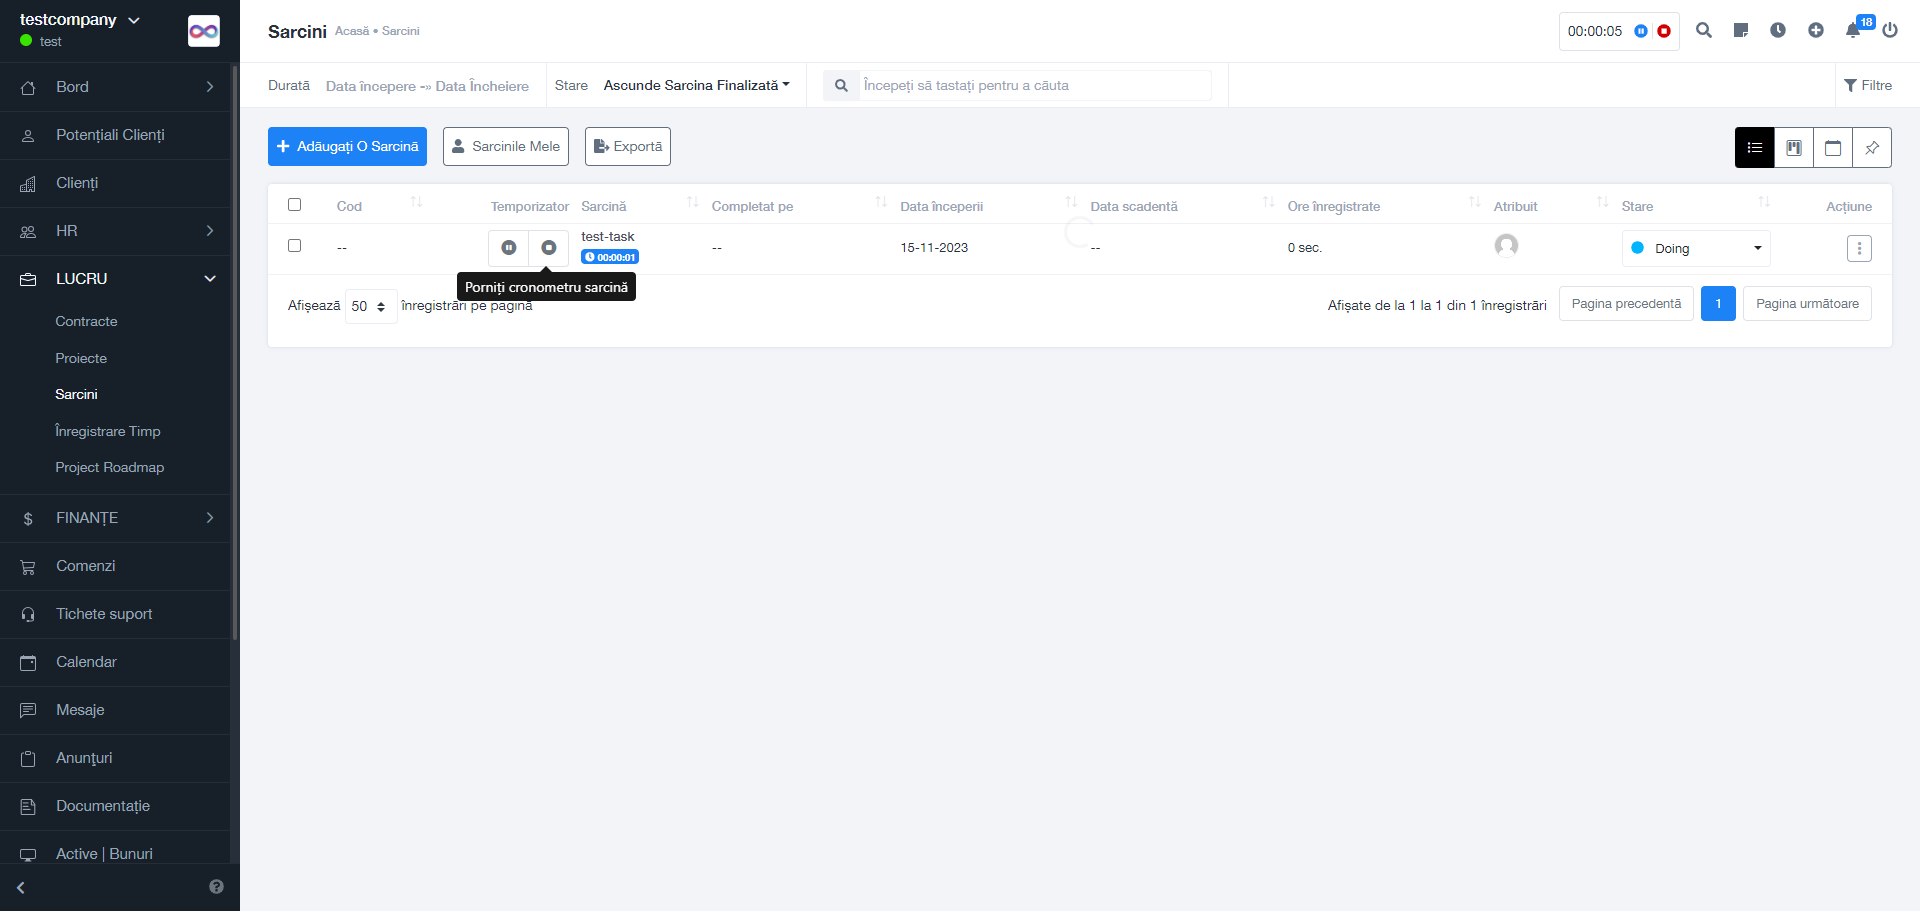 testcompany
test
Bord
Potențiali Clienți
Clienți
HR
LUCRU
Contracte
Proiecte
Sarcini
Înregistrare Timp
Project Roadmap
FINANȚE
Comenzi
Tichete suport
Calendar
Mesaje
Anunțuri
Documentație
Active | Bunuri
Sarcini Acasă • Sarcini
00:00:05
18
Durată Data începere -» Data Încheiere Stare Ascunde Sarcina Finalizată Începeți să tastați pentru a căuta Filtre
Adăugați O Sarcină Sarcinile Mele Exportă
Cod Temporizator Sarcină Completat pe Data începerii Data scadentă Ore înregistrate Atribuit Stare Acțiune
-- test-task -- 15-11-2023 -- 0 sec. Doing
00:00:01
Porniți cronometru sarcină
Afișează 50 înregistrări pe pagină Afișate de la 1 la 1 din 1 înregistrări Pagina precedentă 1 Pagina următoare